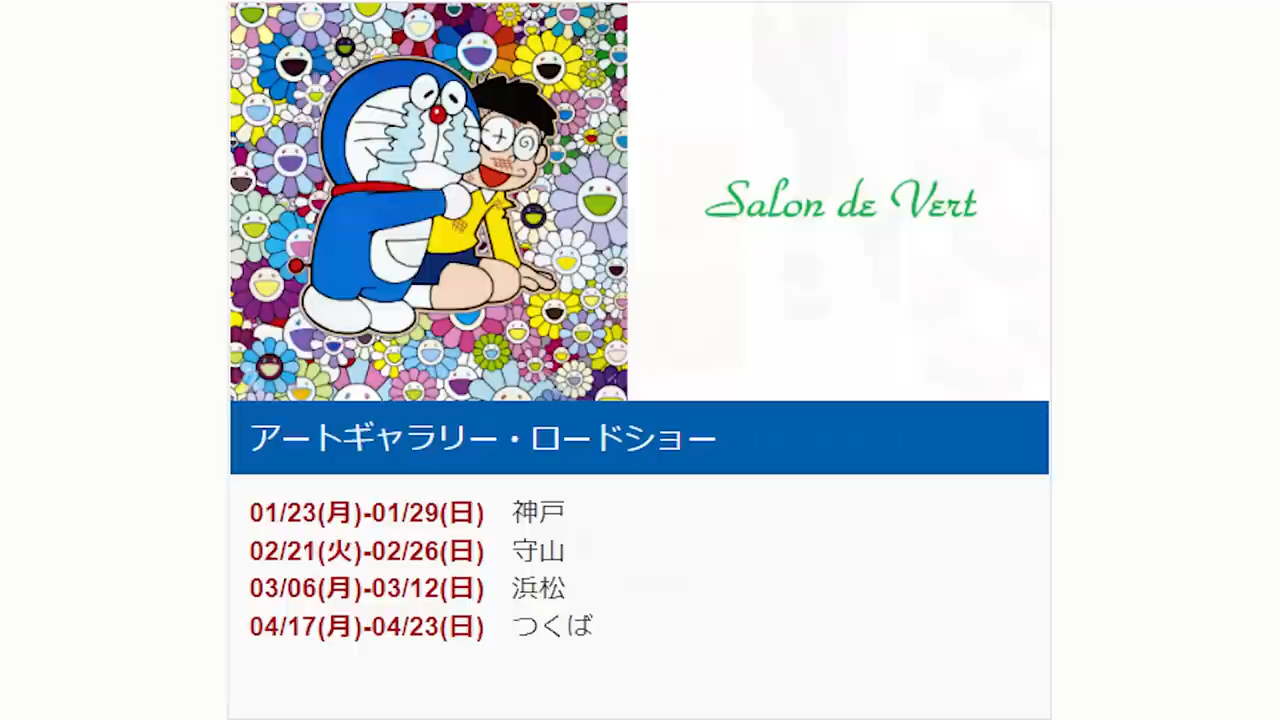 Salon de Vert
アートギャラリー・ロードショー
01/23(月)-01/29(日) 神戸
02/21(火)-02/26(日) 守山
03/06(月)-03/12(日) 浜松
04/17(月)-04/23(日) つくば